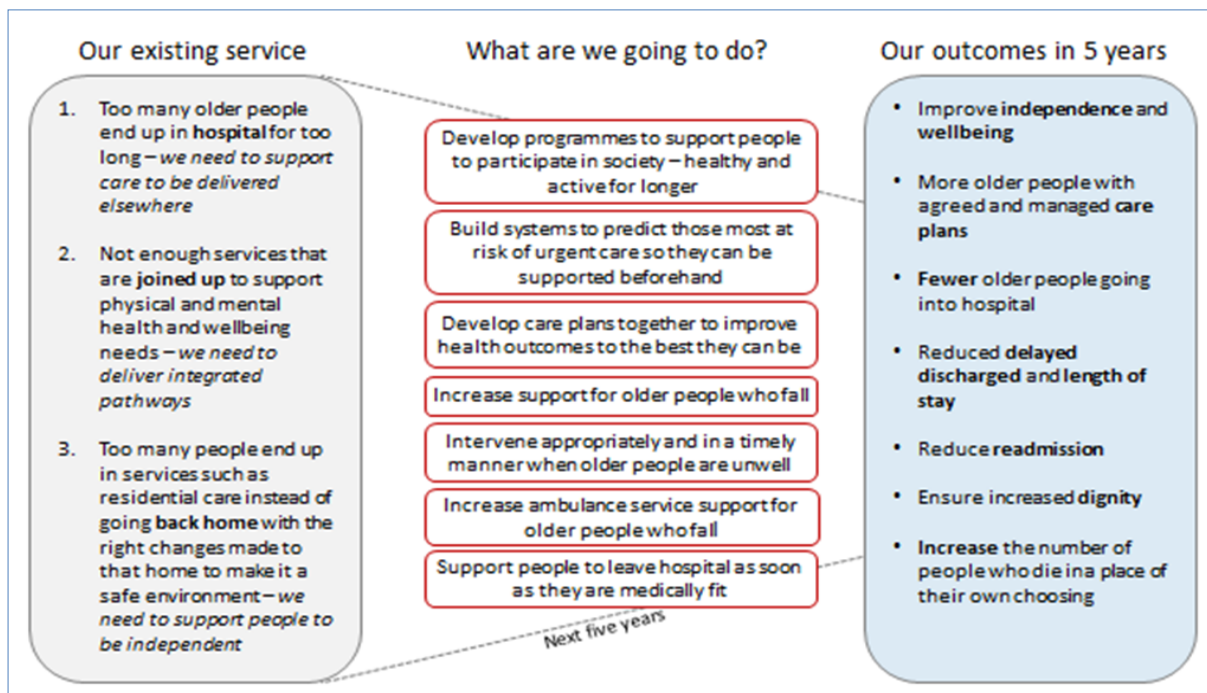 Our existing service
1. Too many older people
end up in hospital for too
long – we need to support
care to be delivered
elsewhere
2. Not enough services that
are joined up to support
physical and mental
health and wellbeing
needs – we need to
deliver integrated
pathways
3. Too many people end up
in services such as
residential care instead of
going back home with the
right changes made to
that home to make it a
safe environment – we
need to support people to
be independent
What are we going to do?
Develop programmes to support people
to participate in society – healthy and
active for longer
Build systems to predict those most at
risk of urgent care so they can be
supported beforehand
Develop care plans together to improve
health outcomes to the best they can be
Increase support for older people who fall
Intervene appropriately and in a timely
manner when older people are unwell
Increase ambulance service support for
older people who fall
Support people to leave hospital as soon
as they are medically fit
Next five years
Our outcomes in 5 years
• Improve independence and
wellbeing
• More older people with
agreed and managed care
plans
• Fewer older people going
into hospital
• Reduced delayed
discharged and length of
stay
• Reduce readmission
• Ensure increased dignity
• Increase the number of
people who die in a place of
their own choosing